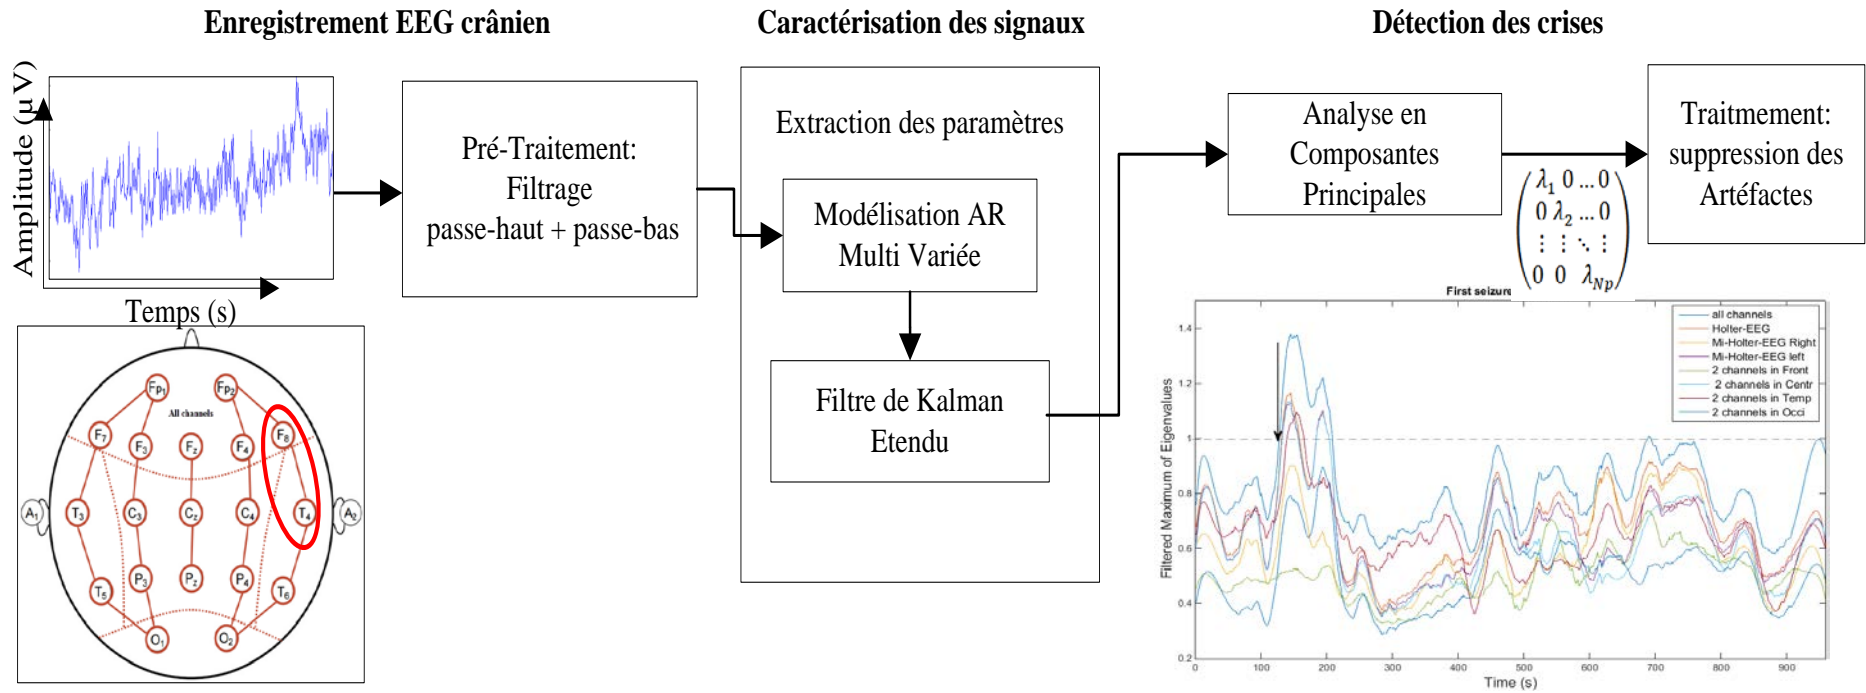 Enregistrement EEG crânien
Caractérisation des signaux
Détection des crises
Amplitude (µV)
Temps (s)
Pré-Traitement:
Filtrage
passe-haut + passe-bas
Extraction des paramètres
Modélisation AR
Multi Variée
Filtre de Kalman
Etendu
Analyse en
Composantes
Principales
Traitmement:
suppression des
Artéfactes
λ1 0 ... 0
0 λ2 ... 0
⋮ ⋮ ⋱ ⋮
0 0 λNp
Fp1 Fp2
All channels
F7 F3 Fz F4 F8
A1 T3 C3 Cz C4 T4 A2
T5 P3 Pz P4 T6
O1 O2
First seizure
all channels
Holter-EEG
Mi-Holter-EEG Right
Mi-Holter-EEG left
2 channels in Front
2 channels in Centr
2 channels in Temp
2 channels in Occi
Filtered Maximum of Eigenvalues
1.4
1.2
1
0.8
0.6
0.4
0.2
0 100 200 300 400 500 600 700 800 900
Time (s)